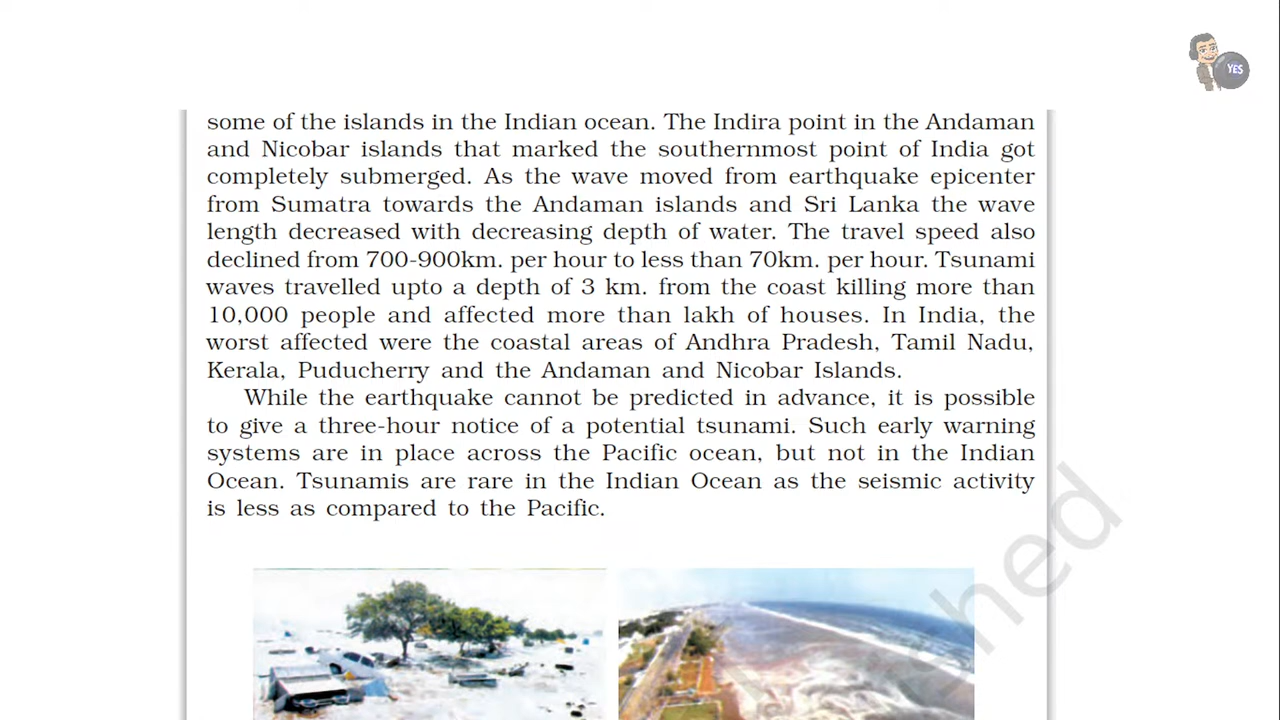 YES
some of the islands in the Indian ocean. The Indira point in the Andaman
and Nicobar islands that marked the southernmost point of India got
completely submerged. As the wave moved from earthquake epicenter
from Sumatra towards the Andaman islands and Sri Lanka the wave
length decreased with decreasing depth of water. The travel speed also
declined from 700-900km. per hour to less than 70km. per hour. Tsunami
waves travelled upto a depth of 3 km. from the coast killing more than
10,000 people and affected more than lakh of houses. In India, the
worst affected were the coastal areas of Andhra Pradesh, Tamil Nadu,
Kerala, Puducherry and the Andaman and Nicobar Islands.
While the earthquake cannot be predicted in advance, it is possible
to give a three-hour notice of a potential tsunami. Such early warning
systems are in place across the Pacific ocean, but not in the Indian
Ocean. Tsunamis are rare in the Indian Ocean as the seismic activity
is less as compared to the Pacific.